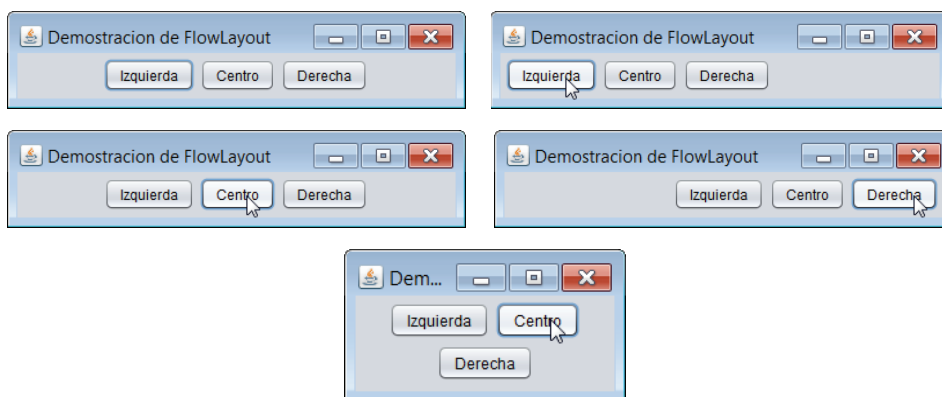 Demostracion de FlowLayout
Izquierda Centro Derecha
Demostracion de FlowLayout
Izquierda Centro Derecha
Demostracion de FlowLayout
Izquierda Centro Derecha
Demostracion de FlowLayout
Izquierda Centro Derecha
Dem...
Izquierda Centro
Derecha